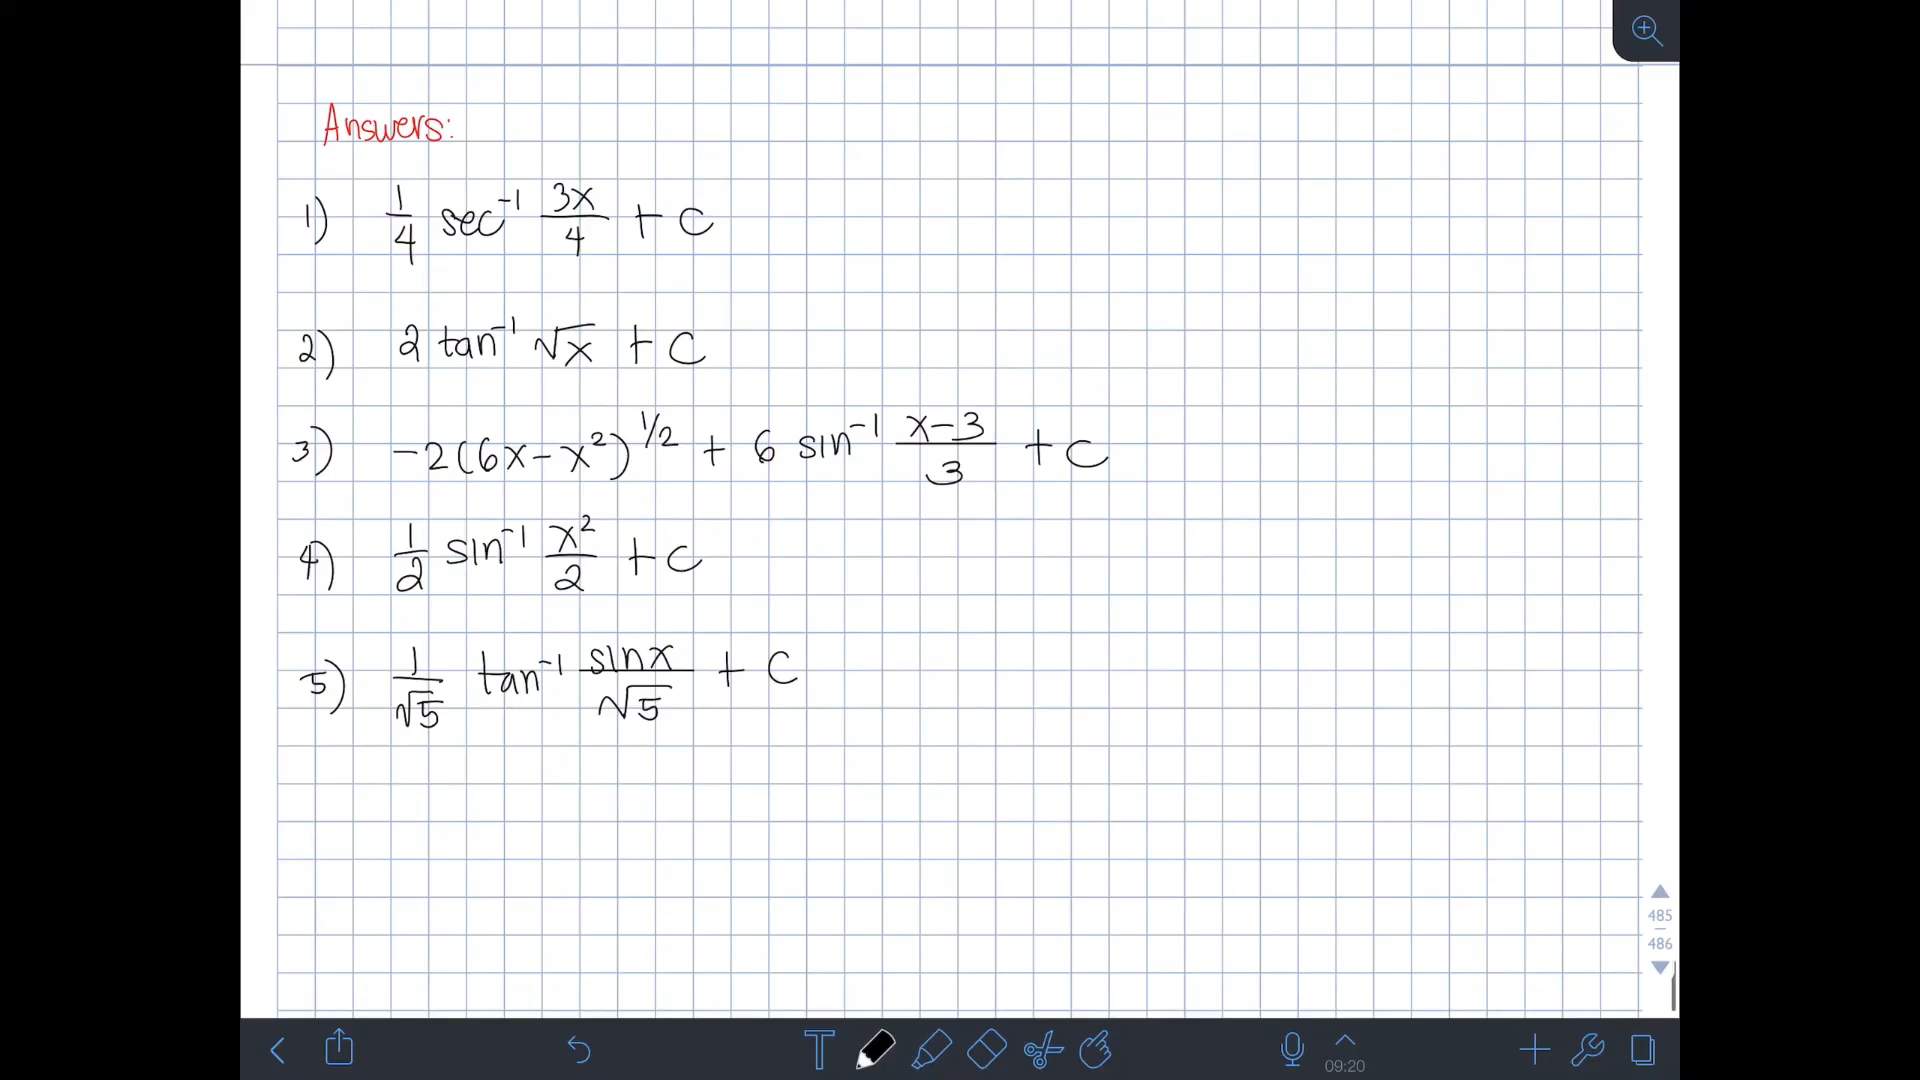 Answers:
1) 1/4 sec⁻¹ 3x/4 + C
2) 2 tan⁻¹ √x + C
3) -2(6x-x²)^1/2 + 6 sin⁻¹ x-3/3 + C
4) 1/2 sin⁻¹ x²/2 + C
5) 1/√5 tan⁻¹ sinx/√5 + C
485
486
T
09:20